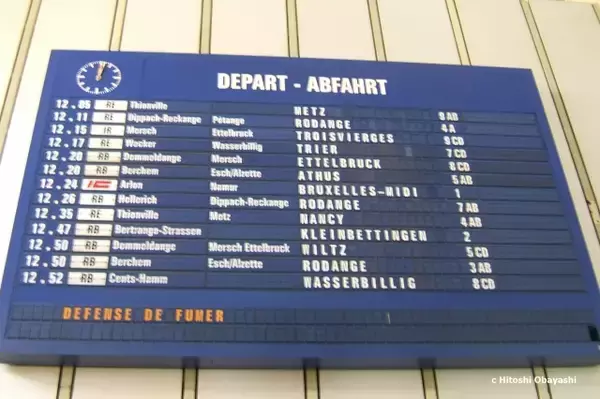 DEPART - ABFAHRT
12.05 RE Thionville METZ 8 AB
12.11 RE Dippach-Reckange Pétange RODANGE 4 A
12.15 IR Mersch Ettelbruck TROISVIERGES 9 CD
12.17 RE Wecker Wasserbillig TRIER 7 CD
12.20 RB Dommeldange Mersch ETTELBRUCK 8 CD
12.20 RB Berchem Esch/Alzette ATHUS 5 AB
12.24 IC Arlon Namur BRUXELLES-MIDI 1
12.26 RB Hollerich Dippach-Reckange RODANGE 7 AB
12.35 RE Thionville Metz NANCY 4 AB
12.47 RB Bertrange-Strassen KLEINBETTINGEN 2
12.50 RB Dommeldange Mersch Ettelbruck WILTZ 5 CD
12.50 RB Berchem Esch/Alzette RODANGE 3 AB
12.52 RB Cents-Hamm WASSERBILLIG 8 CD
DEFENSE DE FUMER
c Hitoshi Obayashi